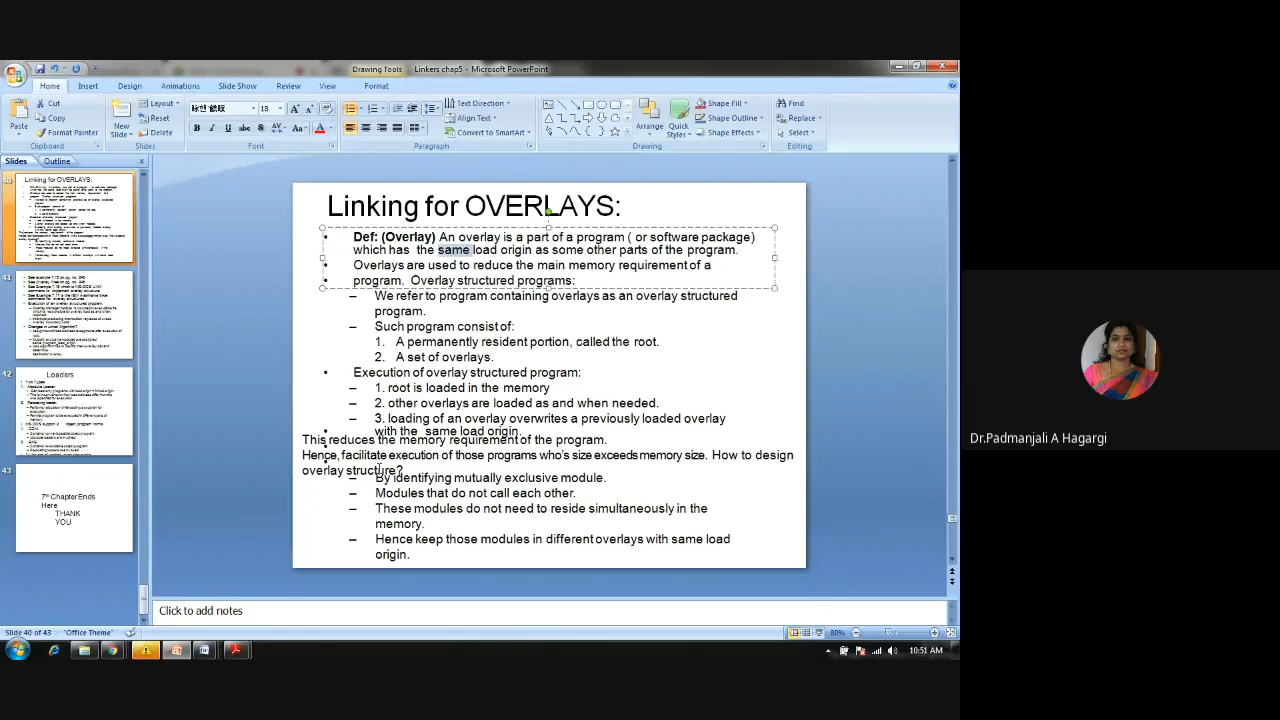 Drawing Tools
Linkers chap5 - Microsoft PowerPoint
Home Insert Design Animations Slide Show Review View Format
Paste
Cut
Copy
Format Painter
Clipboard
New Slide
Layout
Reset
Delete
Slides
18
Font
Text Direction
Align Text
Convert to SmartArt
Paragraph
Arrange
Quick Styles
Shape Fill
Shape Outline
Shape Effects
Drawing
Find
Replace
Select
Editing
Slides Outline
Linking for OVERLAYS:
41
42
Loaders
43
7th Chapter Ends
Here
THANK
YOU
Linking for OVERLAYS:
• Def: (Overlay) An overlay is a part of a program ( or software package)
which has the same load origin as some other parts of the program.
• Overlays are used to reduce the main memory requirement of a
• program. Overlay structured programs:
– We refer to program containing overlays as an overlay structured
program.
– Such program consist of:
1. A permanently resident portion, called the root.
2. A set of overlays.
• Execution of overlay structured program:
– 1. root is loaded in the memory
– 2. other overlays are loaded as and when needed.
– 3. loading of an overlay overwrites a previously loaded overlay
with the same load origin.
This reduces the memory requirement of the program.
Hence, facilitate execution of those programs who's size exceeds memory size. How to design
overlay structure?
– By identifying mutually exclusive module.
– Modules that do not call each other.
– These modules do not need to reside simultaneously in the
memory.
– Hence keep those modules in different overlays with same load
origin.
Click to add notes
Slide 40 of 43
"Office Theme"
80%
10:51 AM
Dr.Padmanjali A Hagargi